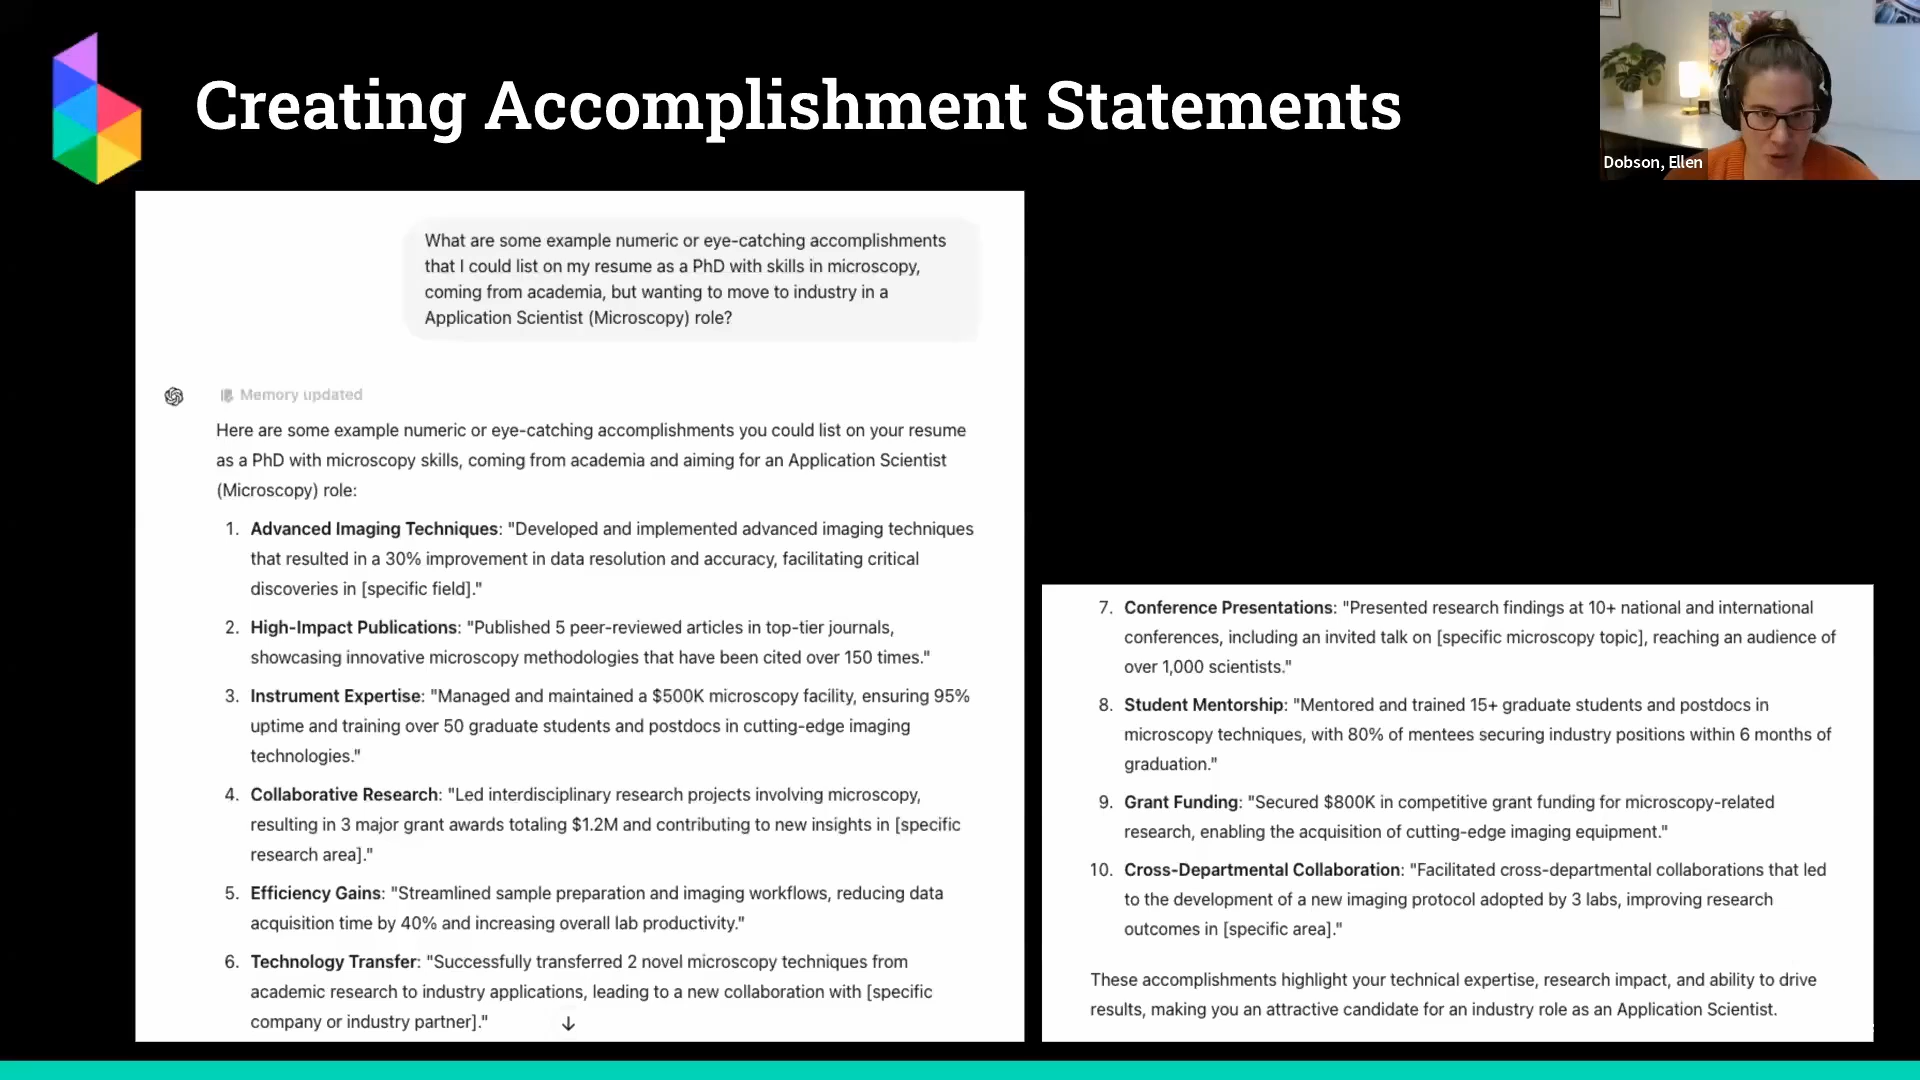 Creating Accomplishment Statements
Dobson, Ellen
What are some example numeric or eye-catching accomplishments
that I could list on my resume as a PhD with skills in microscopy,
coming from academia, but wanting to move to industry in a
Application Scientist (Microscopy) role?
Memory updated
Here are some example numeric or eye-catching accomplishments you could list on your resume
as a PhD with microscopy skills, coming from academia and aiming for an Application Scientist
(Microscopy) role:
1. Advanced Imaging Techniques: "Developed and implemented advanced imaging techniques
that resulted in a 30% improvement in data resolution and accuracy, facilitating critical
discoveries in [specific field]."
2. High-Impact Publications: "Published 5 peer-reviewed articles in top-tier journals,
showcasing innovative microscopy methodologies that have been cited over 150 times."
3. Instrument Expertise: "Managed and maintained a $500K microscopy facility, ensuring 95%
uptime and training over 50 graduate students and postdocs in cutting-edge imaging
technologies."
4. Collaborative Research: "Led interdisciplinary research projects involving microscopy,
resulting in 3 major grant awards totaling $1.2M and contributing to new insights in [specific
research area]."
5. Efficiency Gains: "Streamlined sample preparation and imaging workflows, reducing data
acquisition time by 40% and increasing overall lab productivity."
6. Technology Transfer: "Successfully transferred 2 novel microscopy techniques from
academic research to industry applications, leading to a new collaboration with [specific
company or industry partner]."
7. Conference Presentations: "Presented research findings at 10+ national and international
conferences, including an invited talk on [specific microscopy topic], reaching an audience of
over 1,000 scientists."
8. Student Mentorship: "Mentored and trained 15+ graduate students and postdocs in
microscopy techniques, with 80% of mentees securing industry positions within 6 months of
graduation."
9. Grant Funding: "Secured $800K in competitive grant funding for microscopy-related
research, enabling the acquisition of cutting-edge imaging equipment."
10. Cross-Departmental Collaboration: "Facilitated cross-departmental collaborations that led
to the development of a new imaging protocol adopted by 3 labs, improving research
outcomes in [specific area]."
These accomplishments highlight your technical expertise, research impact, and ability to drive
results, making you an attractive candidate for an industry role as an Application Scientist.